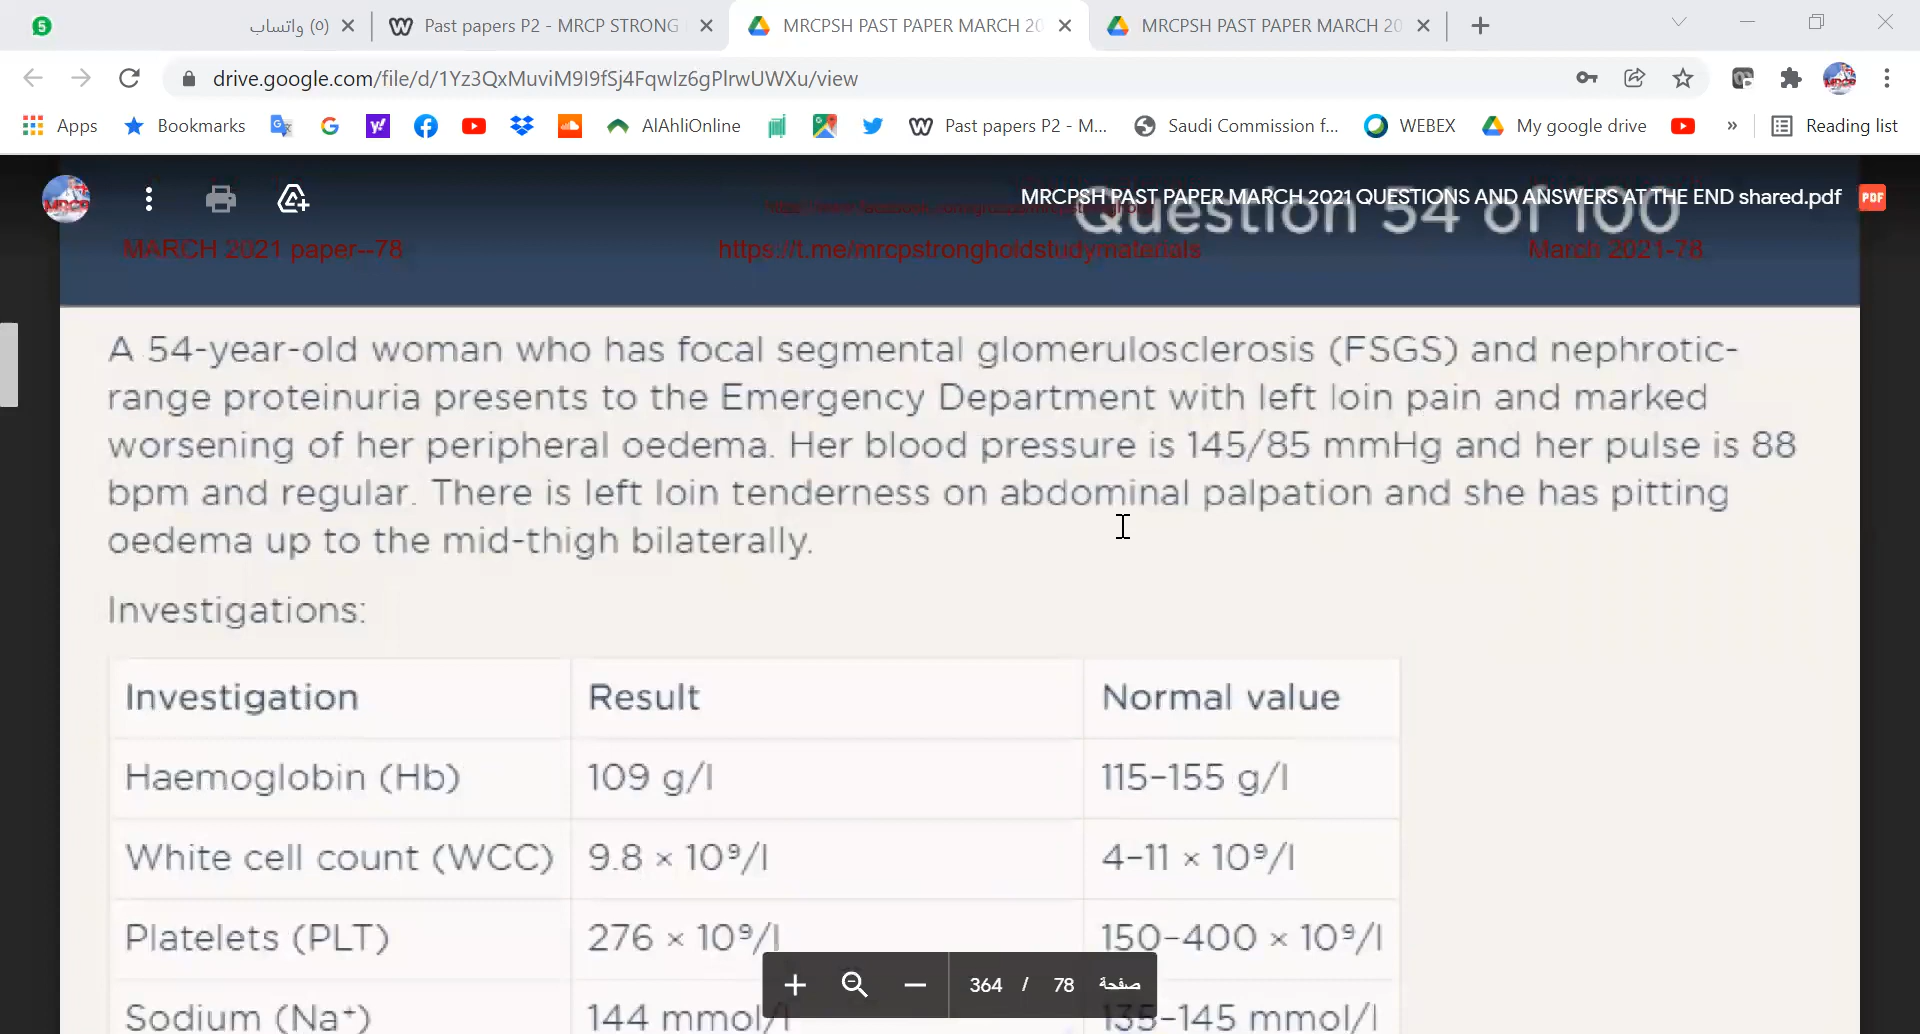 5
واتساب (٥)
Past papers P2 - MRCP STRONG
MRCPSH PAST PAPER MARCH 20
MRCPSH PAST PAPER MARCH 20
drive.google.com/file/d/1Yz3QxMuviM9I9fSj4FqwIz6gPlrwUWXu/view
Apps
Bookmarks
AlAhliOnline
Past papers P2 - M...
Saudi Commission f...
WEBEX
My google drive
»
Reading list
MRCP
MRCPSH PAST PAPER MARCH 2021 QUESTIONS AND ANSWERS AT THE END shared.pdf
PDF
Question 54 of 100
MARCH 2021 paper--78
https://t.me/mrcpstrongholdstudymaterials
March 2021-78
A 54-year-old woman who has focal segmental glomerulosclerosis (FSGS) and nephrotic-
range proteinuria presents to the Emergency Department with left loin pain and marked
worsening of her peripheral oedema. Her blood pressure is 145/85 mmHg and her pulse is 88
bpm and regular. There is left loin tenderness on abdominal palpation and she has pitting
oedema up to the mid-thigh bilaterally.
Investigations:
Investigation Result Normal value
Haemoglobin (Hb) 109 g/l 115–155 g/l
White cell count (WCC) 9.8 × 10⁹/l 4–11 × 10⁹/l
Platelets (PLT) 276 × 10⁹/l 150–400 × 10⁹/l
Sodium (Na⁺) 144 mmol/l 135–145 mmol/l
364 / 78 صفحة